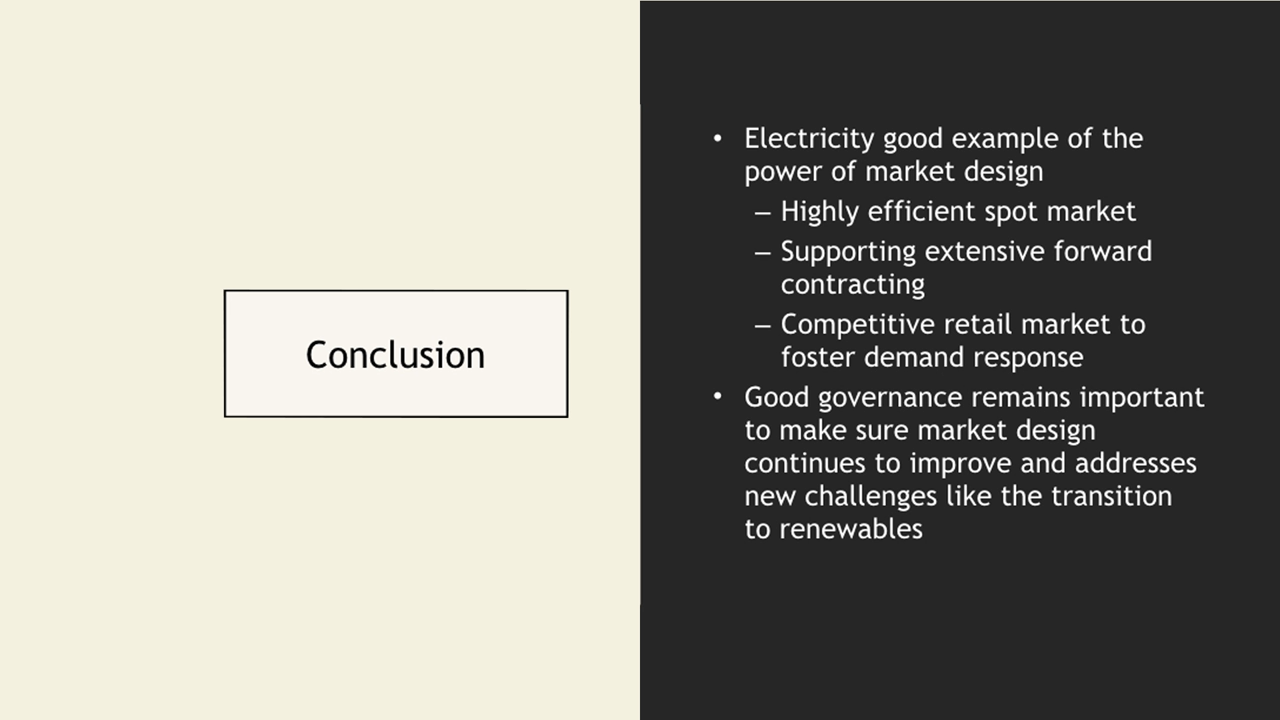 Conclusion
• Electricity good example of the
power of market design
– Highly efficient spot market
– Supporting extensive forward
contracting
– Competitive retail market to
foster demand response
• Good governance remains important
to make sure market design
continues to improve and addresses
new challenges like the transition
to renewables